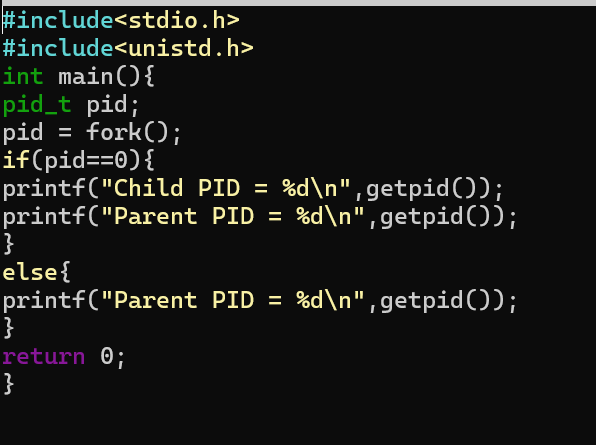 #include<stdio.h>
#include<unistd.h>
int main(){
pid_t pid;
pid = fork();
if(pid==0){
printf("Child PID = %d\n",getpid());
printf("Parent PID = %d\n",getpid());
}
else{
printf("Parent PID = %d\n",getpid());
}
return 0;
}